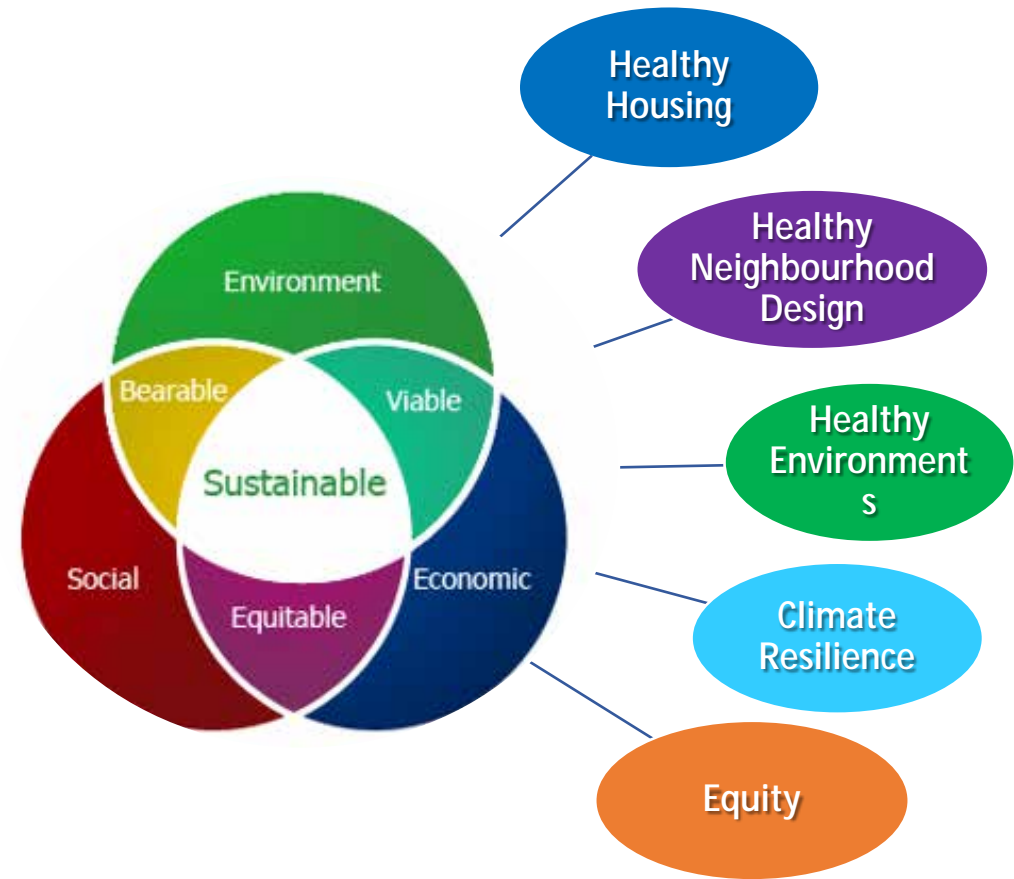 Healthy
Housing
Healthy
Neighbourhood
Design
Environment
Bearable
Viable
Healthy
Environment
s
Sustainable
Social
Economic
Equitable
Climate
Resilience
Equity